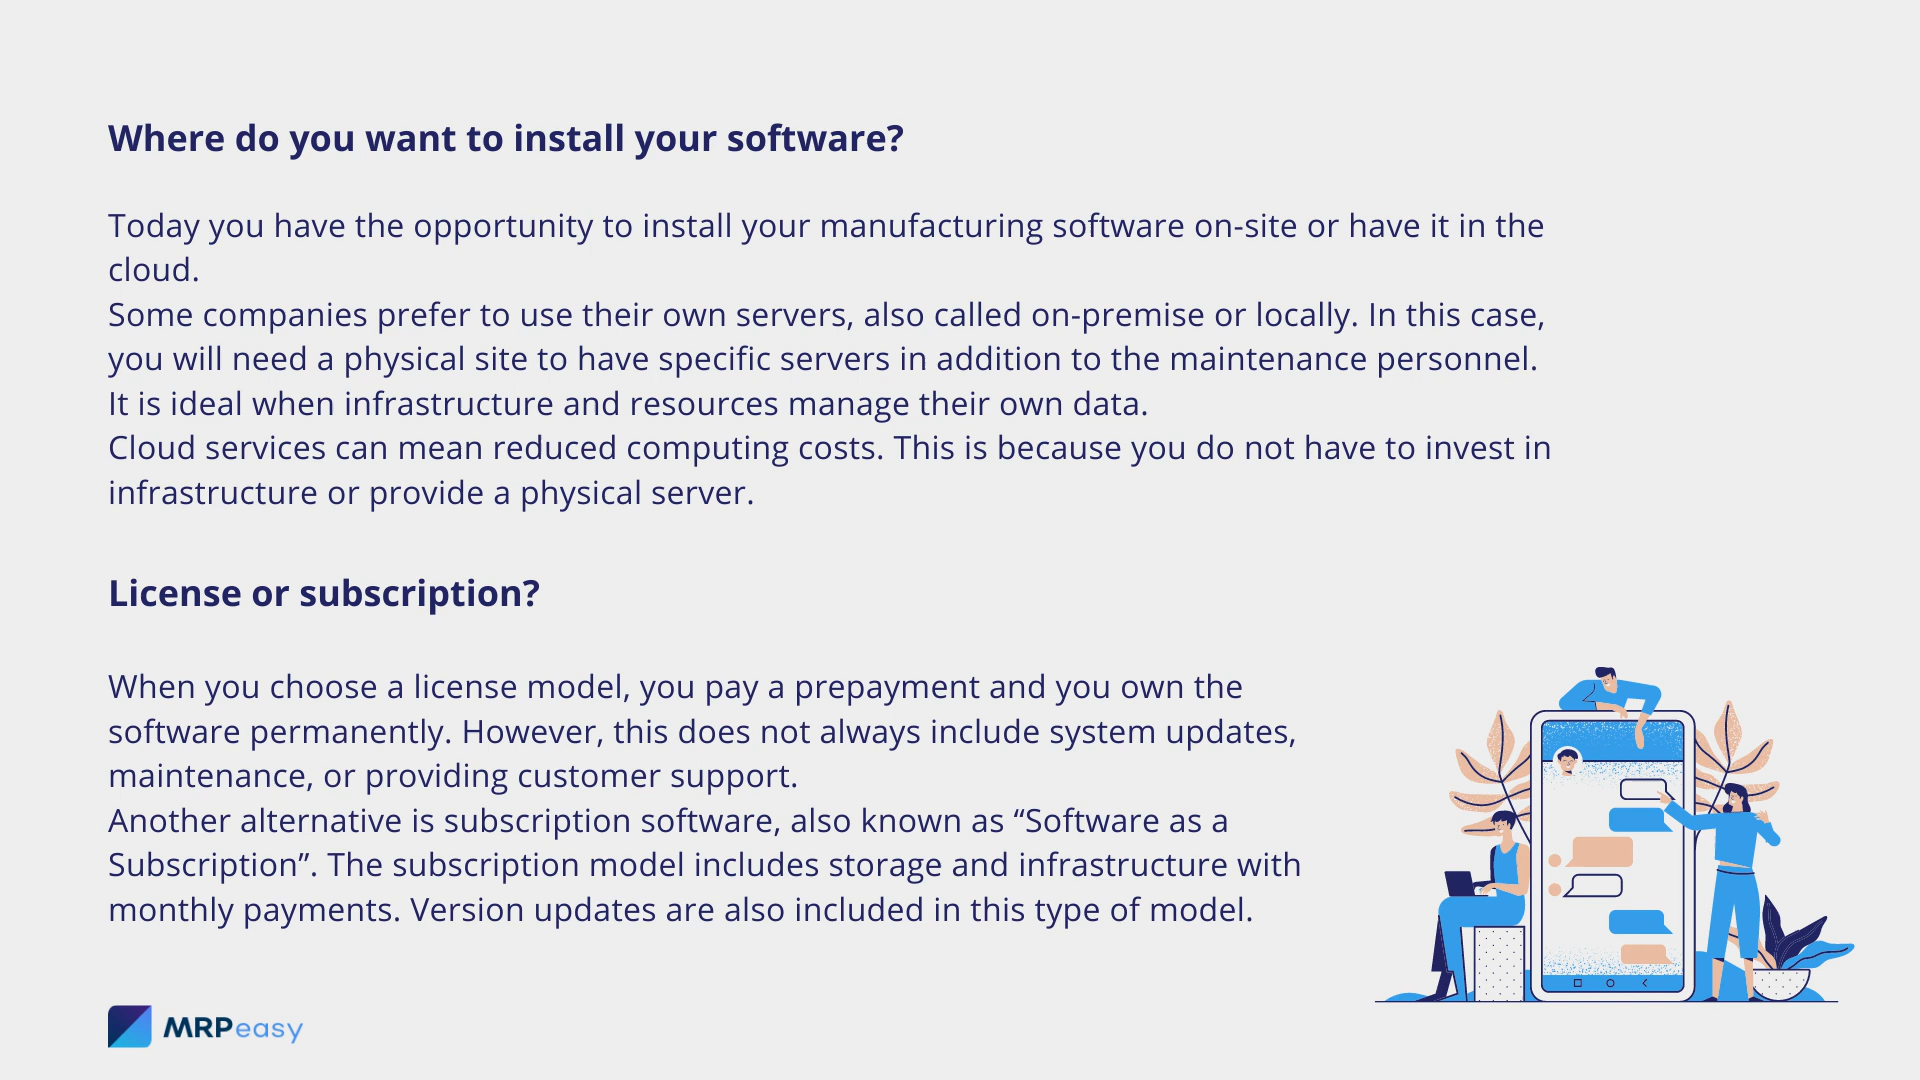 Where do you want to install your software?
Today you have the opportunity to install your manufacturing software on-site or have it in the
cloud.
Some companies prefer to use their own servers, also called on-premise or locally. In this case,
you will need a physical site to have specific servers in addition to the maintenance personnel.
It is ideal when infrastructure and resources manage their own data.
Cloud services can mean reduced computing costs. This is because you do not have to invest in
infrastructure or provide a physical server.
License or subscription?
When you choose a license model, you pay a prepayment and you own the
software permanently. However, this does not always include system updates,
maintenance, or providing customer support.
Another alternative is subscription software, also known as “Software as a
Subscription”. The subscription model includes storage and infrastructure with
monthly payments. Version updates are also included in this type of model.
MRPeasy